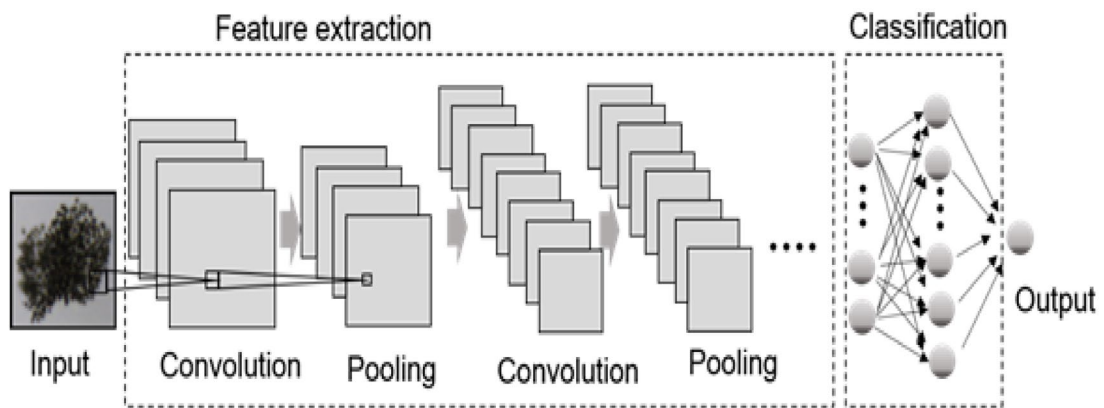 Feature extraction
Classification
Input
Convolution
Pooling
Convolution
Pooling
Output